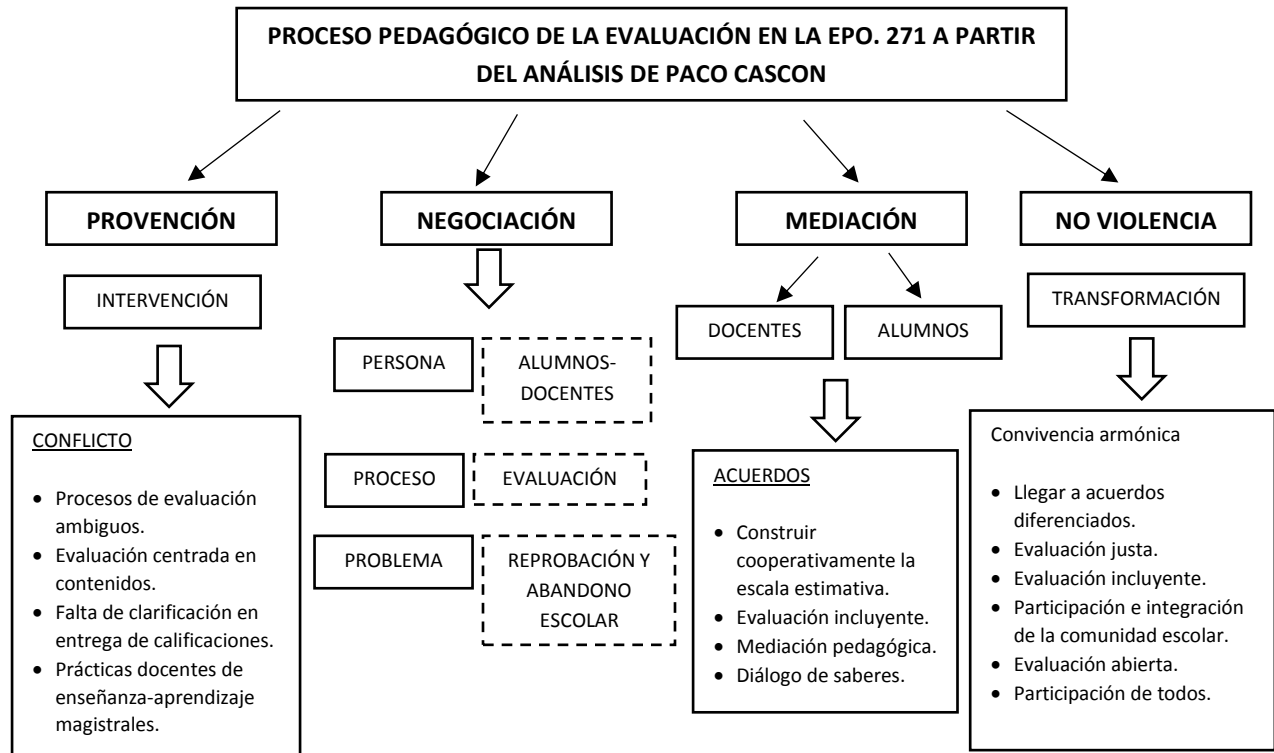 PROCESO PEDAGÓGICO DE LA EVALUACIÓN EN LA EPO. 271 A PARTIR
DEL ANÁLISIS DE PACO CASCON
PROVENCIÓN
INTERVENCIÓN
CONFLICTO
• Procesos de evaluación
ambiguos.
• Evaluación centrada en
contenidos.
• Falta de clarificación en
entrega de calificaciones.
• Prácticas docentes de
enseñanza-aprendizaje
magistrales.
NEGOCIACIÓN
PERSONA
ALUMNOS-
DOCENTES
PROCESO
EVALUACIÓN
PROBLEMA
REPROBACIÓN Y
ABANDONO
ESCOLAR
MEDIACIÓN
DOCENTES
ALUMNOS
ACUERDOS
• Construir
cooperativamente la
escala estimativa.
• Evaluación incluyente.
• Mediación pedagógica.
• Diálogo de saberes.
NO VIOLENCIA
TRANSFORMACIÓN
Convivencia armónica
• Llegar a acuerdos
diferenciados.
• Evaluación justa.
• Evaluación incluyente.
• Participación e integración
de la comunidad escolar.
• Evaluación abierta.
• Participación de todos.